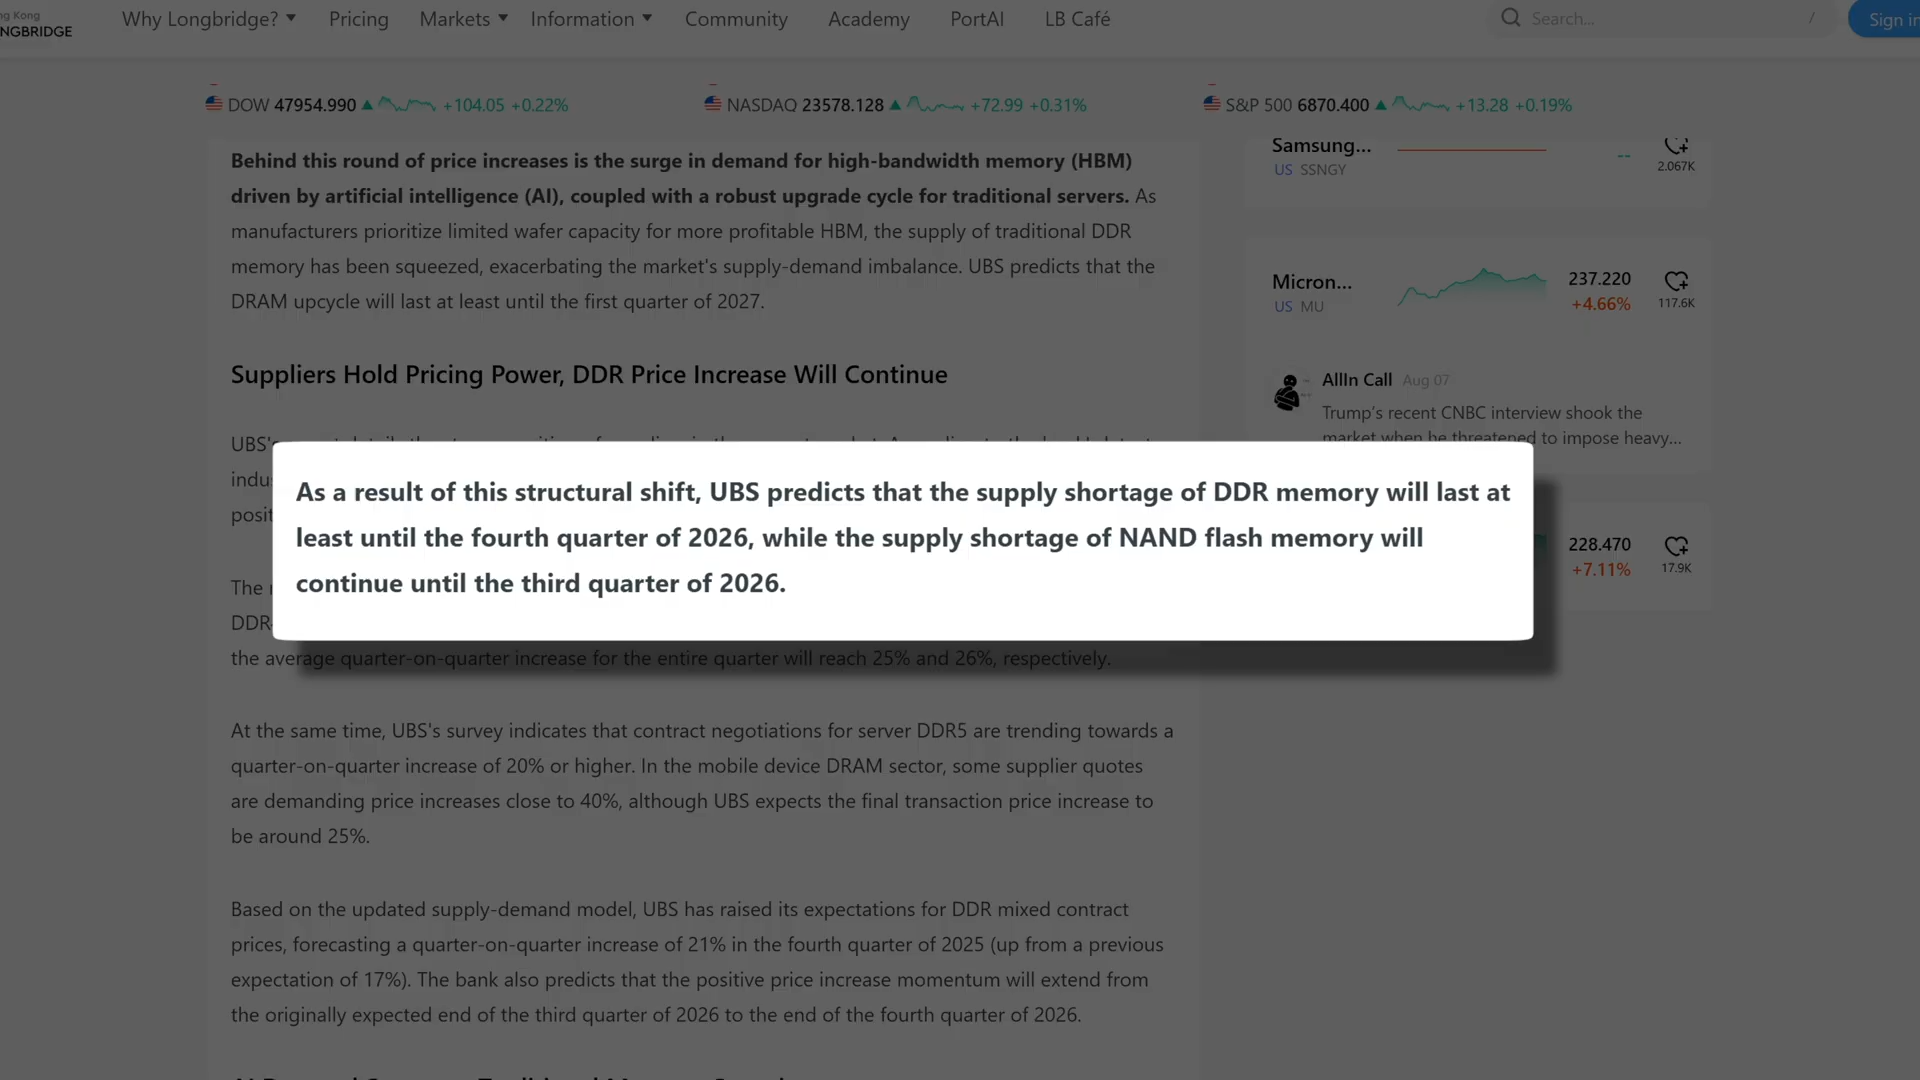 ng Kong
NGBRIDGE
Why Longbridge?
Pricing
Markets
Information
Community
Academy
PortAI
LB Café
Search...
/
Sign in
DOW 47954.990 +104.05 +0.22%
NASDAQ 23578.128 +72.99 +0.31%
S&P 500 6870.400 +13.28 +0.19%
Behind this round of price increases is the surge in demand for high-bandwidth memory (HBM)
driven by artificial intelligence (AI), coupled with a robust upgrade cycle for traditional servers. As
manufacturers prioritize limited wafer capacity for more profitable HBM, the supply of traditional DDR
memory has been squeezed, exacerbating the market's supply-demand imbalance. UBS predicts that the
DRAM upcycle will last at least until the first quarter of 2027.
Suppliers Hold Pricing Power, DDR Price Increase Will Continue
UBS's
indu
posit
As a result of this structural shift, UBS predicts that the supply shortage of DDR memory will last at
least until the fourth quarter of 2026, while the supply shortage of NAND flash memory will
continue until the third quarter of 2026.
The
DDR
the average quarter-on-quarter increase for the entire quarter will reach 25% and 26%, respectively.
At the same time, UBS's survey indicates that contract negotiations for server DDR5 are trending towards a
quarter-on-quarter increase of 20% or higher. In the mobile device DRAM sector, some supplier quotes
are demanding price increases close to 40%, although UBS expects the final transaction price increase to
be around 25%.
Based on the updated supply-demand model, UBS has raised its expectations for DDR mixed contract
prices, forecasting a quarter-on-quarter increase of 21% in the fourth quarter of 2025 (up from a previous
expectation of 17%). The bank also predicts that the positive price increase momentum will extend from
the originally expected end of the third quarter of 2026 to the end of the fourth quarter of 2026.
Samsung...
US SSNGY
--
2.067K
Micron...
US MU
237.220
+4.66%
117.6K
AllIn Call Aug 07
Trump's recent CNBC interview shook the
market when he threatened to impose heavy...
228.470
+7.11%
17.9K